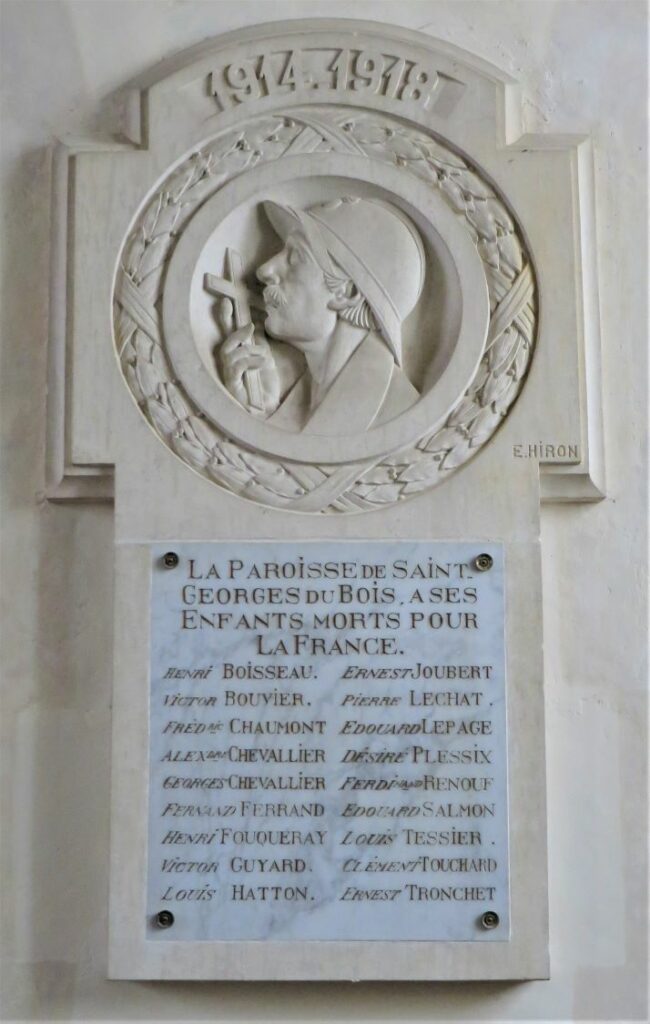 1914.1918
E.HIRON
LA PAROISSE DE SAINT-
GEORGES DU BOIS. A SES
ENFANTS MORTS POUR
LA FRANCE.
HENRI BOISSEAU.
VICTOR BOUVIER.
FRÉDRIC CHAUMONT
ALEXDRE CHEVALLIER
GEORGES CHEVALLIER
FERNAND FERRAND
HENRI FOUQUERAY
VICTOR GUYARD.
LOUIS HATTON.
ERNEST JOUBERT
PIERRE LECHAT.
EDOUARD LEPAGE
DÉSIRÉ PLESSIX
FERDINAND RENOUF
EDOUARD SALMON
LOUIS TESSIER.
CLÉMENT TOUCHARD
ERNEST TRONCHET